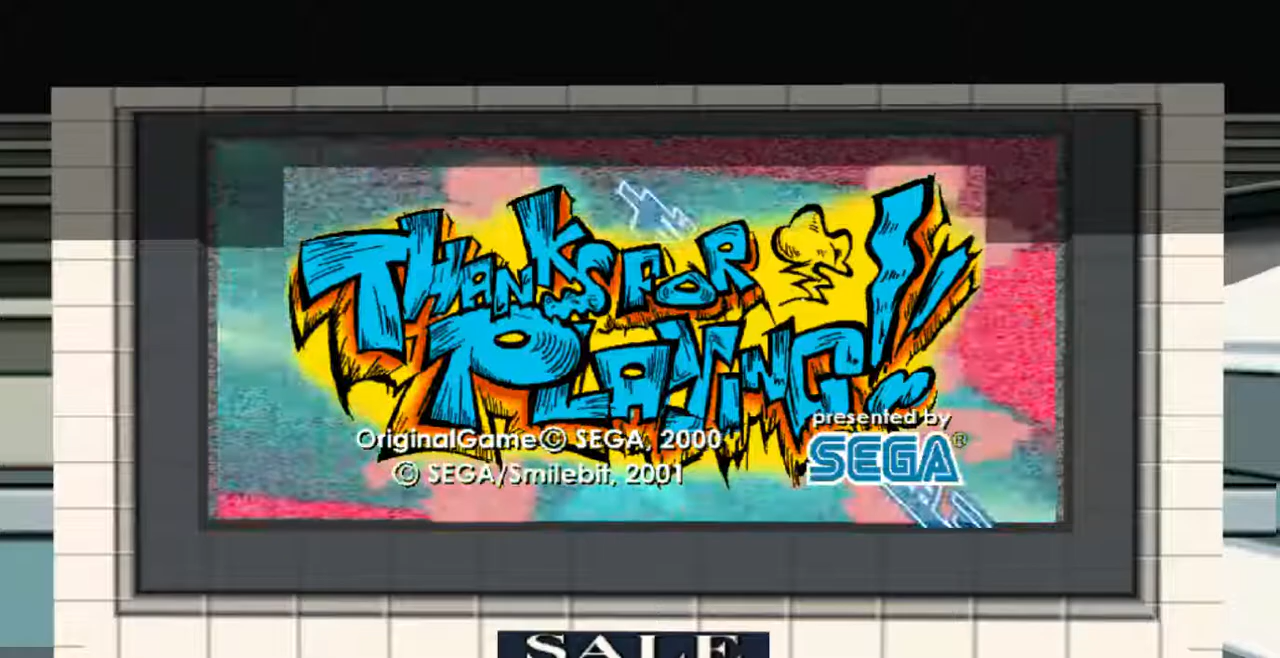 THANKS FOR
PLAYING!!
presented by
OriginalGame© SEGA, 2000
SEGA®
© SEGA/Smilebit, 2001
SALE